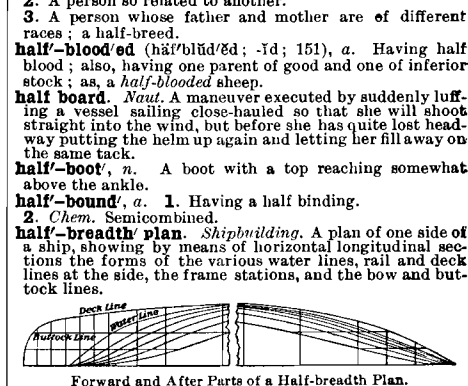 2. A person so related to another.
3. A person whose father and mother are of different
races ; a half-breed.
half′-blood′ed (háf′blŭd′ĕd ; -ĭd ; 151), a. Having half
blood ; also, having one parent of good and one of inferior
stock ; as, a half-blooded sheep.
half board. Naut. A maneuver executed by suddenly luff-
ing a vessel sailing close-hauled so that she will shoot
straight into the wind, but before she has quite lost head-
way putting the helm up again and letting her fill away on
the same tack.
half′-boot′, n. A boot with a top reaching somewhat
above the ankle.
half′-bound′, a. 1. Having a half binding.
2. Chem. Semicombined.
half′-breadth′ plan. Shipbuilding. A plan of one side of
a ship, showing by means of horizontal longitudinal sec-
tions the forms of the various water lines, rail and deck
lines at the side, the frame stations, and the bow and but-
tock lines.
Deck Line
Water Line
Buttock Line
Forward and After Parts of a Half-breadth Plan.